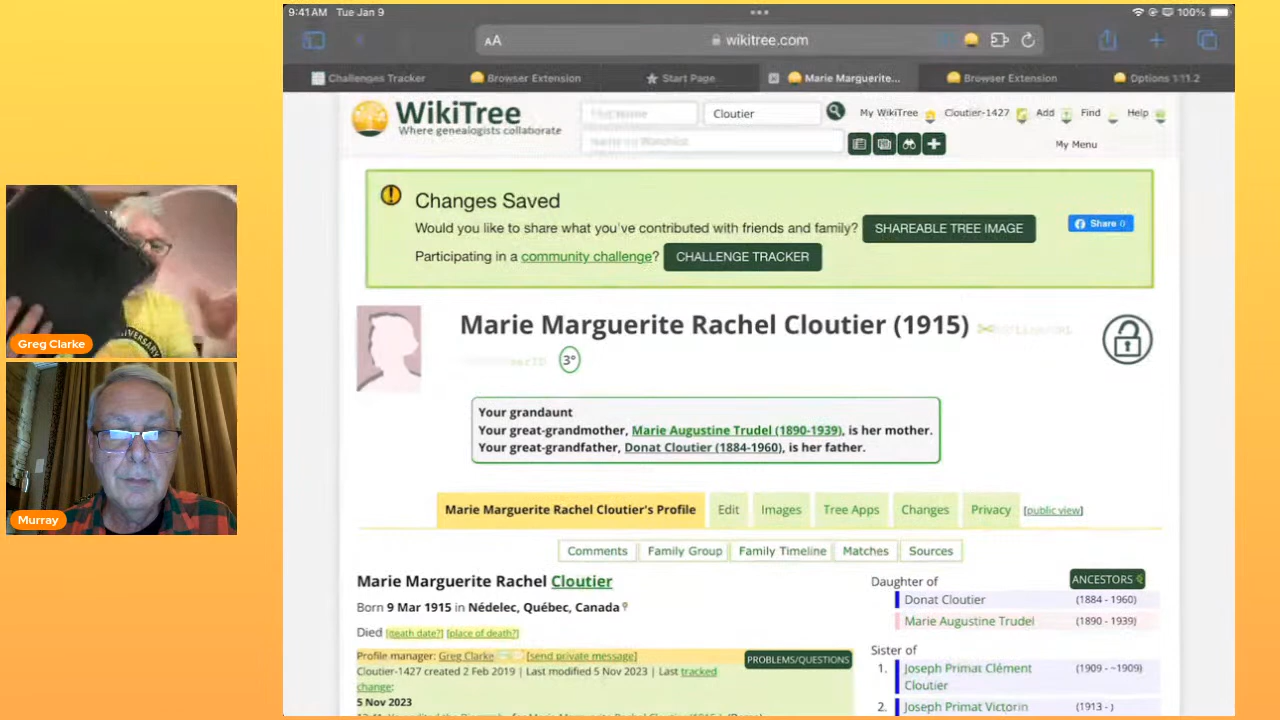 9:41 AM Tue Jan 9
100%
AA
wikitree.com
Challenges Tracker
Browser Extension
Start Page
Marie Marguerite...
Browser Extension
Options 1.11.2
WikiTree
Where genealogists collaborate
First Name
Cloutier
My WikiTree
Cloutier-1427
Add
Find
Help
My Menu
Changes Saved
Would you like to share what you've contributed with friends and family? SHAREABLE TREE IMAGE
Share 0
Participating in a community challenge? CHALLENGE TRACKER
Marie Marguerite Rachel Cloutier (1915)
3°
Your grandaunt
Your great-grandmother, Marie Augustine Trudel (1890-1939), is her mother.
Your great-grandfather, Donat Cloutier (1884-1960), is her father.
Marie Marguerite Rachel Cloutier's Profile
Edit
Images
Tree Apps
Changes
Privacy
[public view]
Comments
Family Group
Family Timeline
Matches
Sources
Marie Marguerite Rachel Cloutier
Born 9 Mar 1915 in Nédelec, Québec, Canada
Died [death date?] [place of death?]
Profile manager: Greg Clarke [send private message]
PROBLEMS/QUESTIONS
Cloutier-1427 created 2 Feb 2019 | Last modified 5 Nov 2023 | Last tracked
change:
5 Nov 2023
Daughter of
ANCESTORS
Donat Cloutier (1884 - 1960)
Marie Augustine Trudel (1890 - 1939)
Sister of
1. Joseph Primat Clément (1909 - ~1909)
Cloutier
2. Joseph Primat Victorin (1913 - )
Greg Clarke
Murray